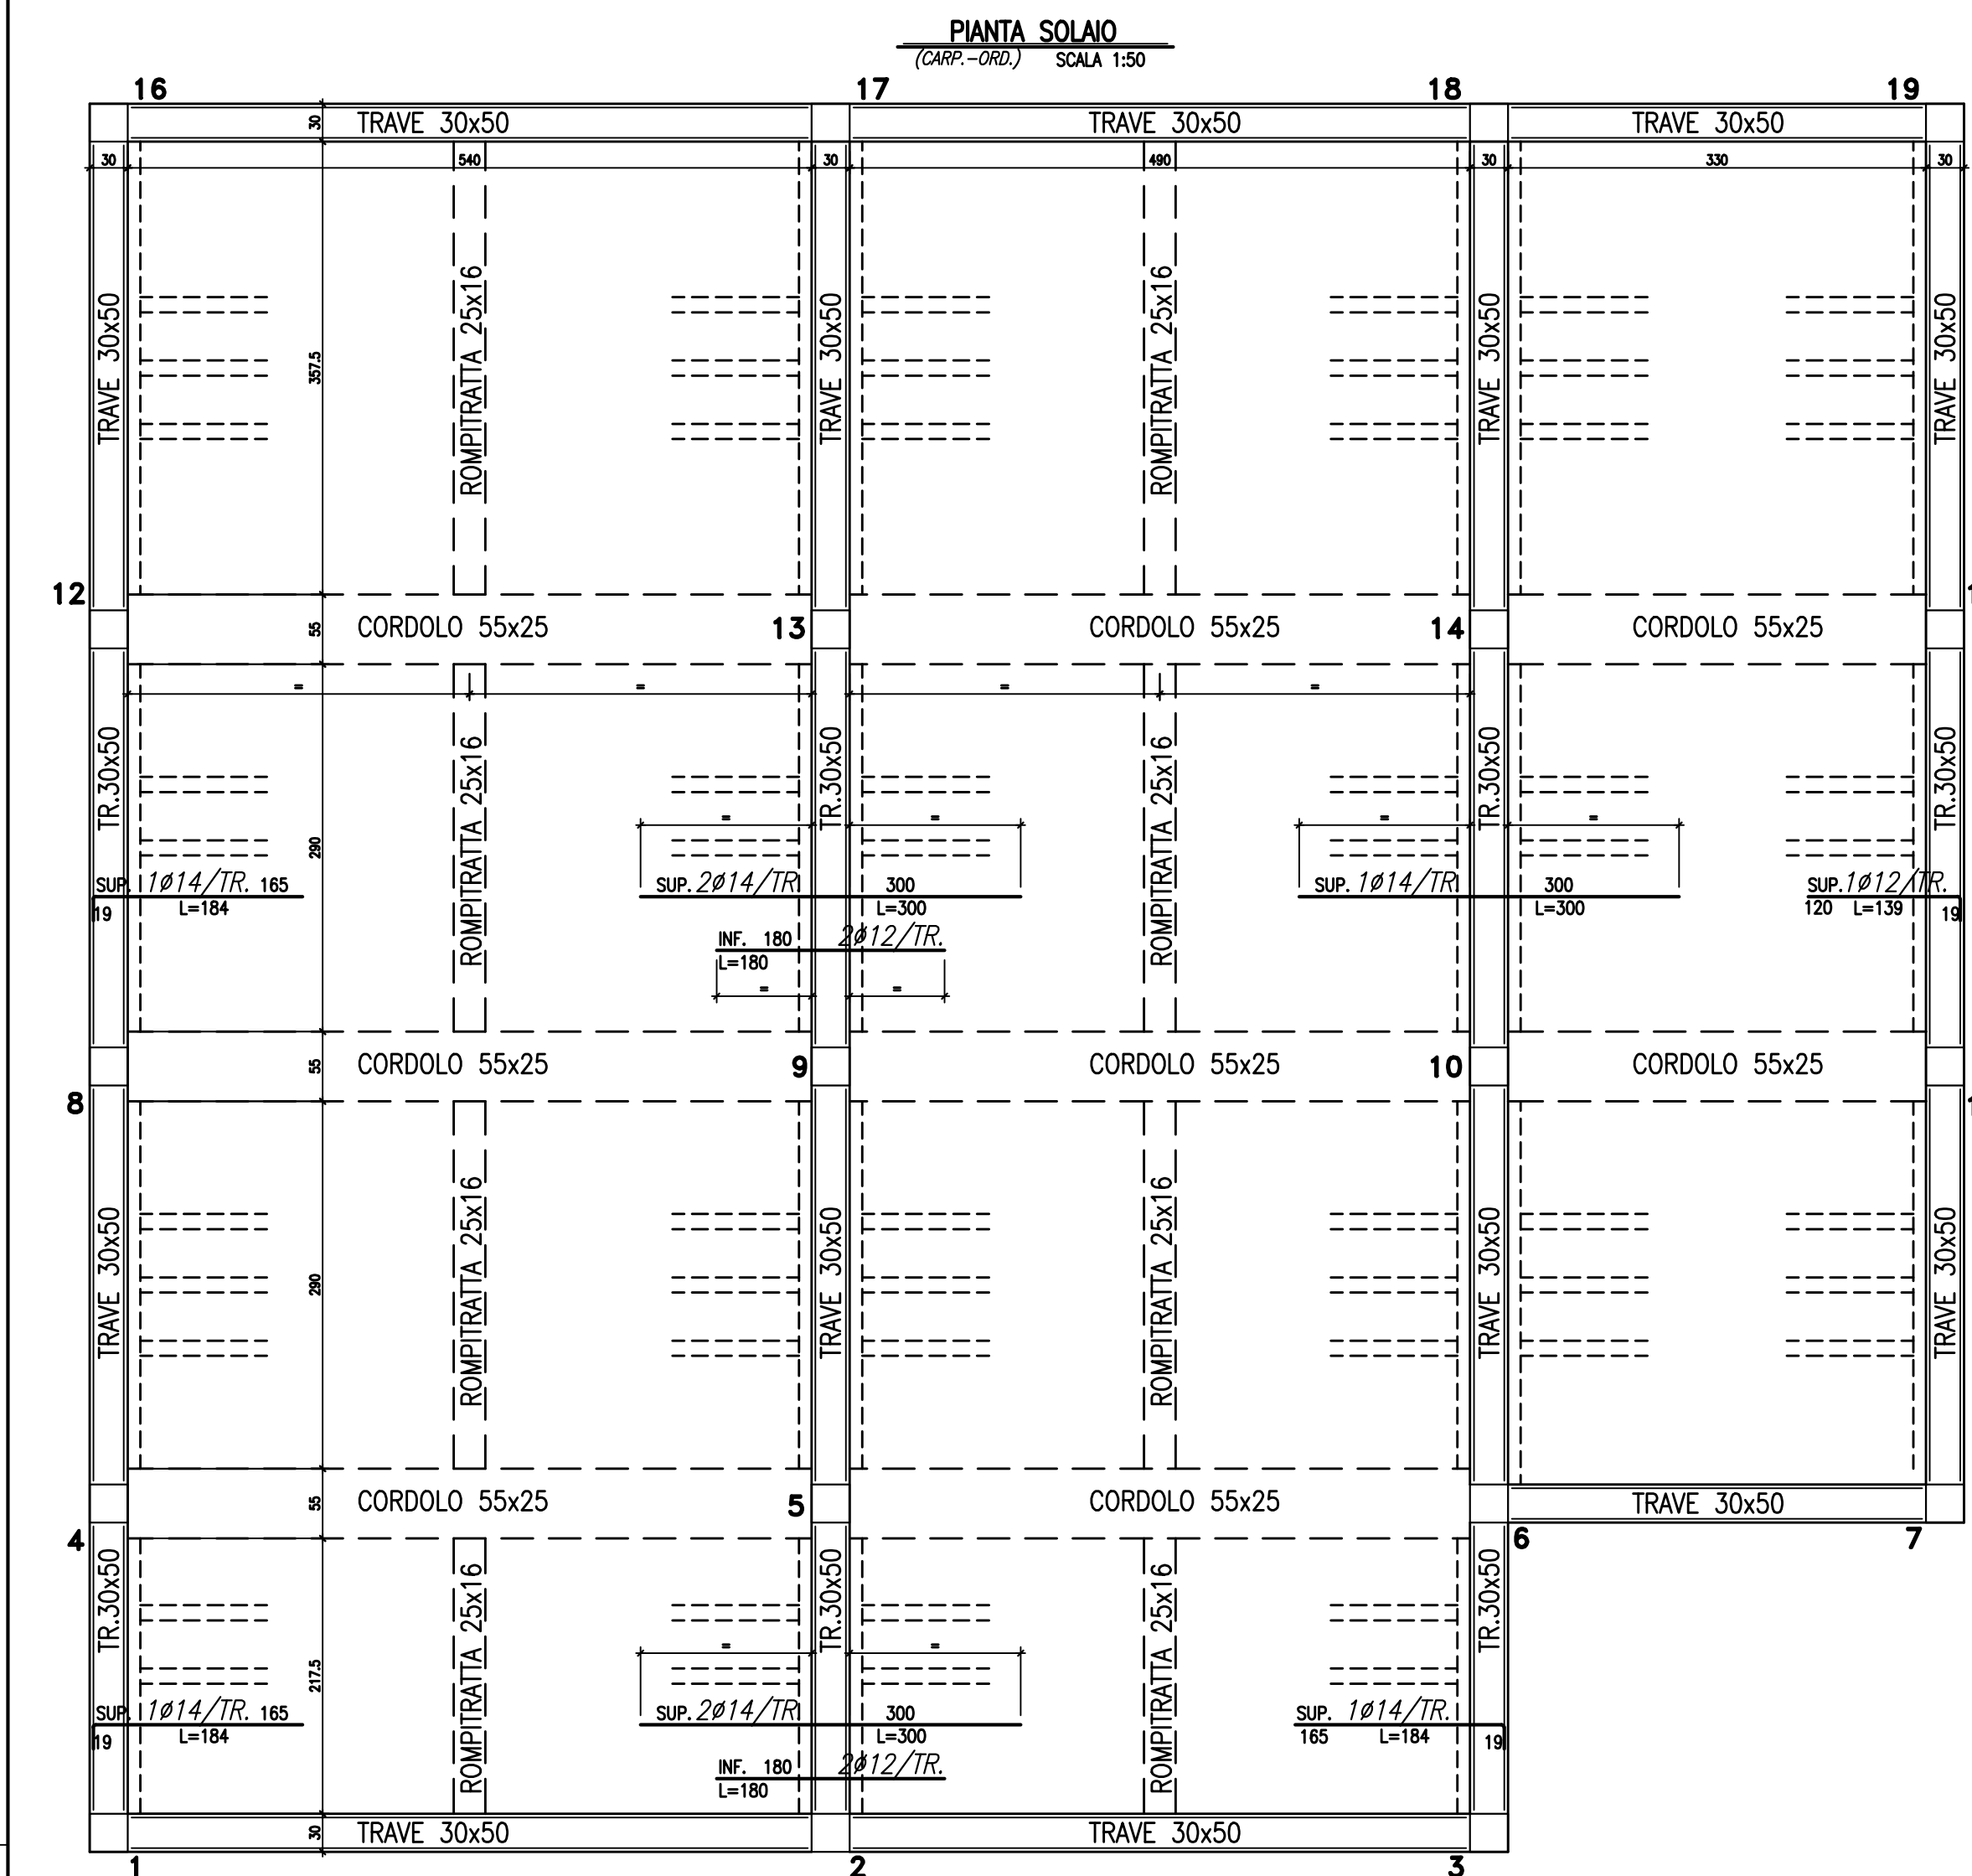 PIANTA SOLAIO
(CARP.-ORD.) SCALA 1:50
16 17 18 19
30 TRAVE 30x50 TRAVE 30x50 TRAVE 30x50
30 540 30 490 30 330 30
TRAVE 30x50 357.5 ROMPITRATTA 25x16 TRAVE 30x50 ROMPITRATTA 25x16 TRAVE 30x50 TRAVE 30x50
12 13 14
55 CORDOLO 55x25 CORDOLO 55x25 CORDOLO 55x25
= = = =
TR.30x50 290 ROMPITRATTA 25x16 TR.30x50 ROMPITRATTA 25x16 TR.30x50 TR.30x50
= = = =
SUP. 1ø14/TR. 165 SUP. 2ø14/TR 300 SUP. 1ø14/TR 300 SUP. 1ø12/TR.
19 L=184 L=300 L=300 120 L=139 19
INF. 180 2ø12/TR.
L=180
= =
55 CORDOLO 55x25 9 CORDOLO 55x25 10 CORDOLO 55x25
8
TRAVE 30x50 290 ROMPITRATTA 25x16 TRAVE 30x50 ROMPITRATTA 25x16 TRAVE 30x50 TRAVE 30x50
55 CORDOLO 55x25 5 CORDOLO 55x25 TRAVE 30x50
4 6 7
TR.30x50 217.5 ROMPITRATTA 25x16 TR.30x50 ROMPITRATTA 25x16 TR.30x50
= =
SUP. 1ø14/TR. 165 SUP. 2ø14/TR 300 SUP. 1ø14/TR.
19 L=184 L=300 165 L=184 19
INF. 180 2ø12/TR.
L=180
30 TRAVE 30x50 TRAVE 30x50
1 2 3